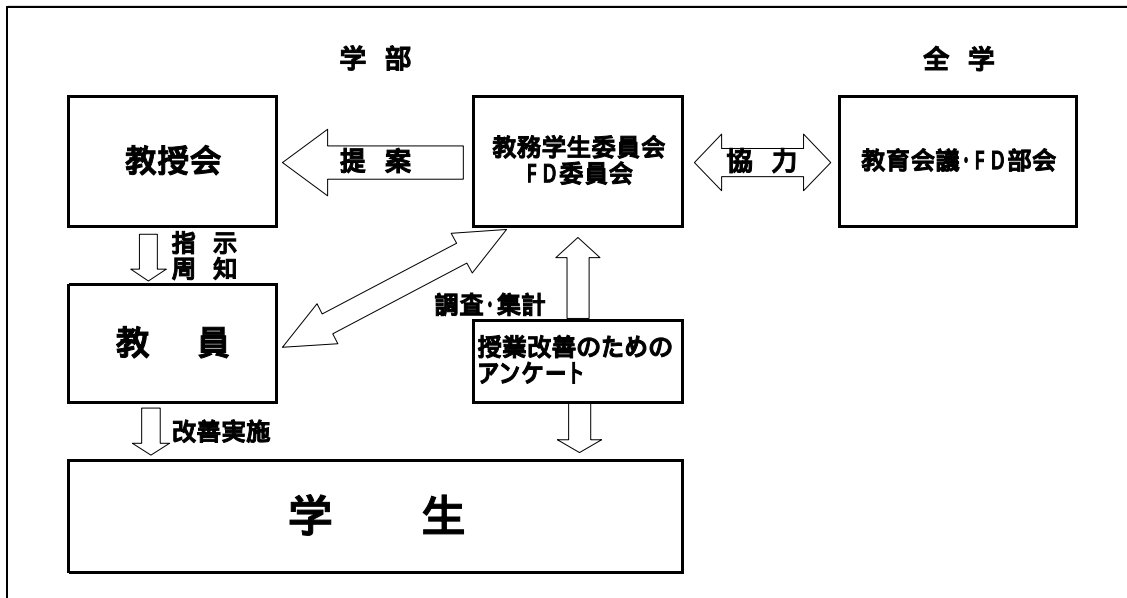 学 部
全 学
教授会
提 案
教務学生委員会
FD委員会
協 力
教育会議・FD部会
指 示
周 知
教 員
調査・集計
授業改善のための
アンケート
改善実施
学 生